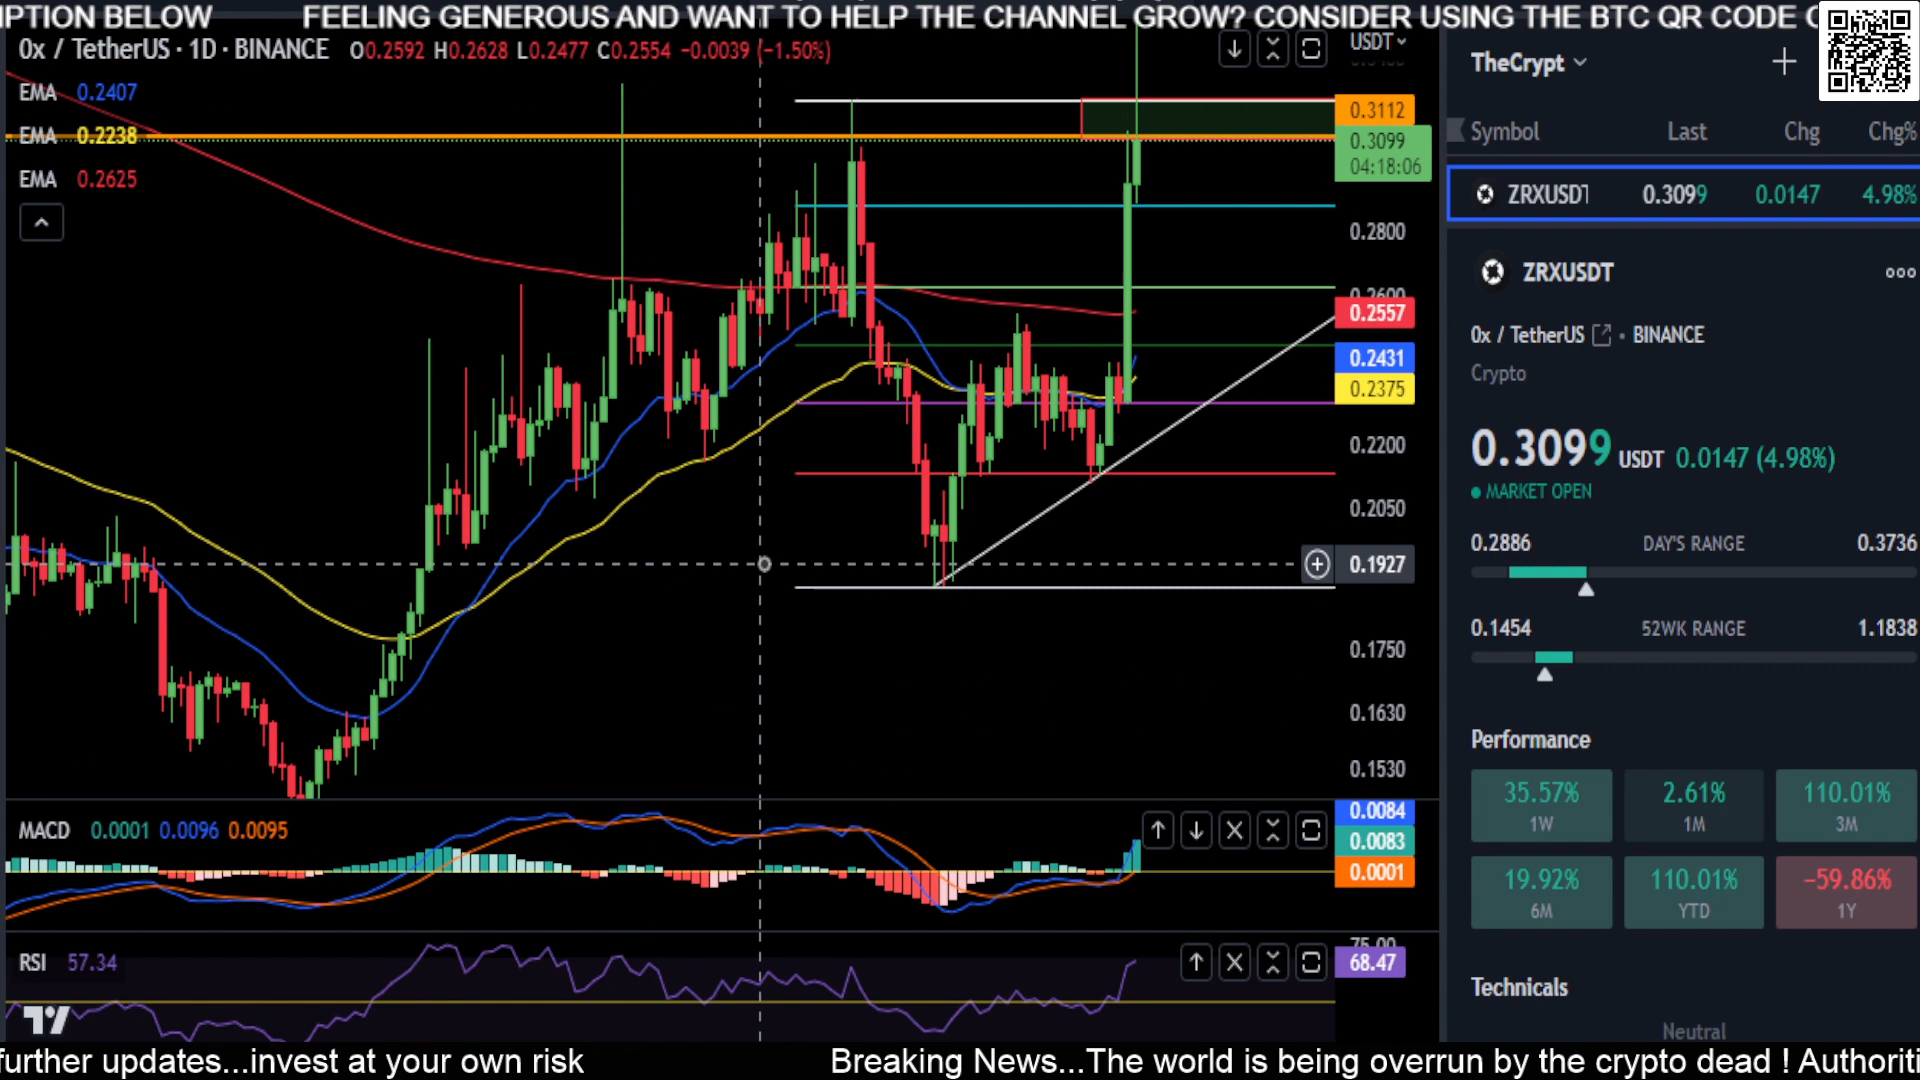 IPTION BELOW FEELING GENEROUS AND WANT TO HELP THE CHANNEL GROW? CONSIDER USING THE BTC QR CODE
0x / TetherUS · 1D · BINANCE O0.2592 H0.2628 L0.2477 C0.2554 −0.0039 (−1.50%)
EMA 0.2407
EMA 0.2238
EMA 0.2625
USDT
0.3112
0.3099
04:18:06
0.2800
0.2600
0.2557
0.2431
0.2375
0.2200
0.2050
0.1927
0.1750
0.1630
0.1530
MACD 0.0001 0.0096 0.0095
0.0084
0.0083
0.0001
RSI 57.34
75.00
68.47
TheCrypt
Symbol Last Chg Chg%
ZRXUSDT 0.3099 0.0147 4.98%
ZRXUSDT
0x / TetherUS · BINANCE
Crypto
0.3099 USDT 0.0147 (4.98%)
MARKET OPEN
0.2886 DAY'S RANGE 0.3736
0.1454 52WK RANGE 1.1838
Performance
35.57% 2.61% 110.01%
1W 1M 3M
19.92% 110.01% −59.86%
6M YTD 1Y
Technicals
Neutral
further updates...invest at your own risk Breaking News...The world is being overrun by the crypto dead ! Authoriti